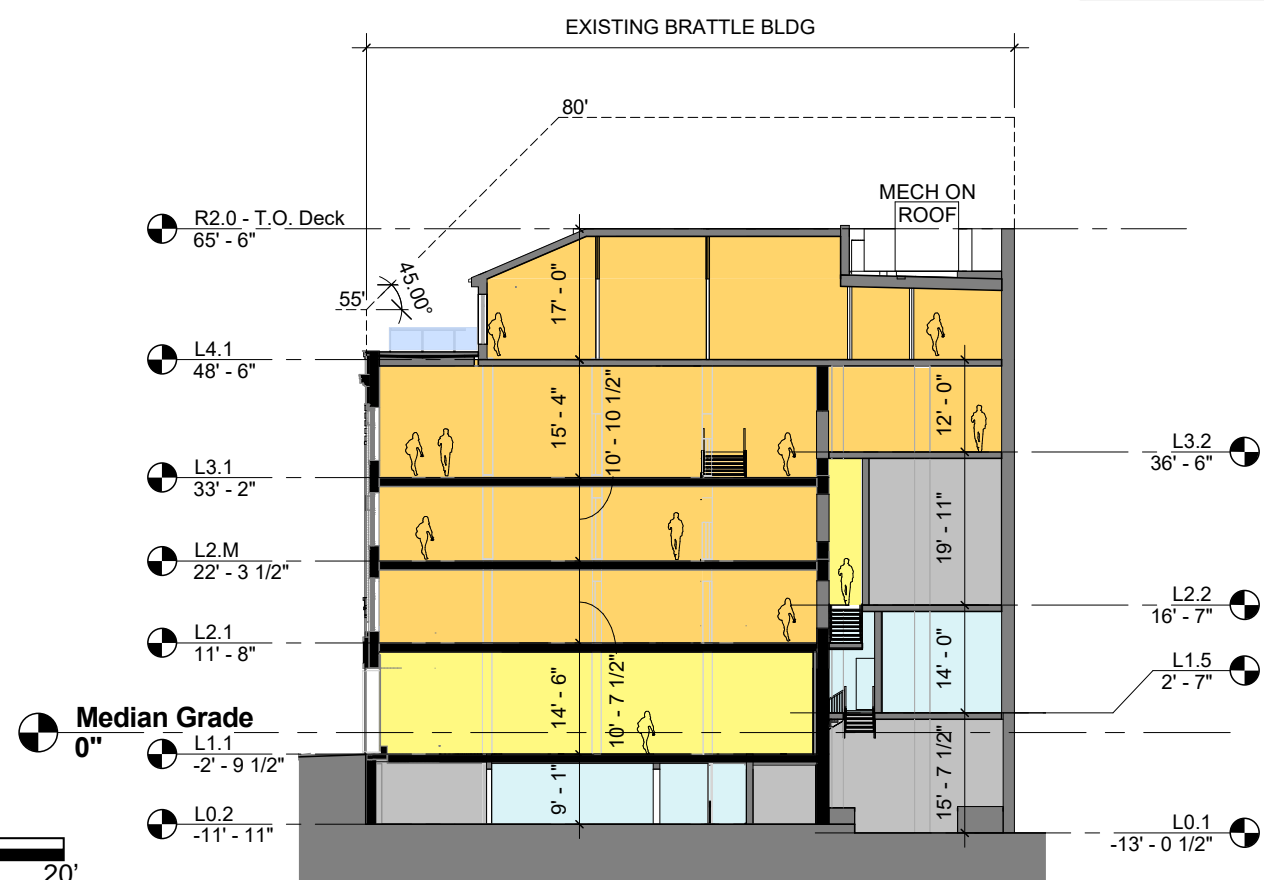 EXISTING BRATTLE BLDG
80'
MECH ON
ROOF
R2.0 - T.O. Deck
65' - 6"
45.00°
55'
17' - 0"
L4.1
48' - 6"
15' - 4"
10' - 10 1/2"
12' - 0"
L3.2
36' - 6"
L3.1
33' - 2"
19' - 11"
L2.M
22' - 3 1/2"
L2.2
16' - 7"
L2.1
11' - 8"
14' - 0"
L1.5
2' - 7"
14' - 6"
10' - 7 1/2"
Median Grade
0"
L1.1
-2' - 9 1/2"
9' - 1"
15' - 7 1/2"
L0.2
-11' - 11"
L0.1
-13' - 0 1/2"
20'